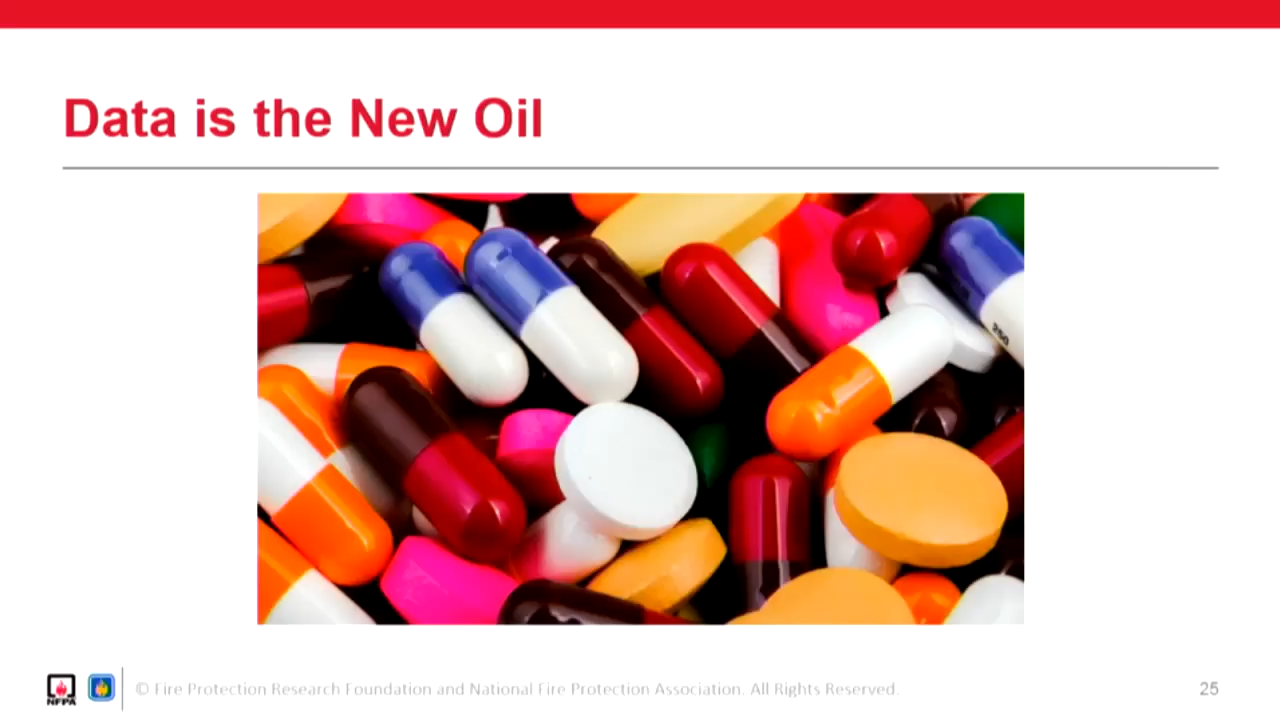 Data is the New Oil
250
NFPA
© Fire Protection Research Foundation and National Fire Protection Association. All Rights Reserved.
25